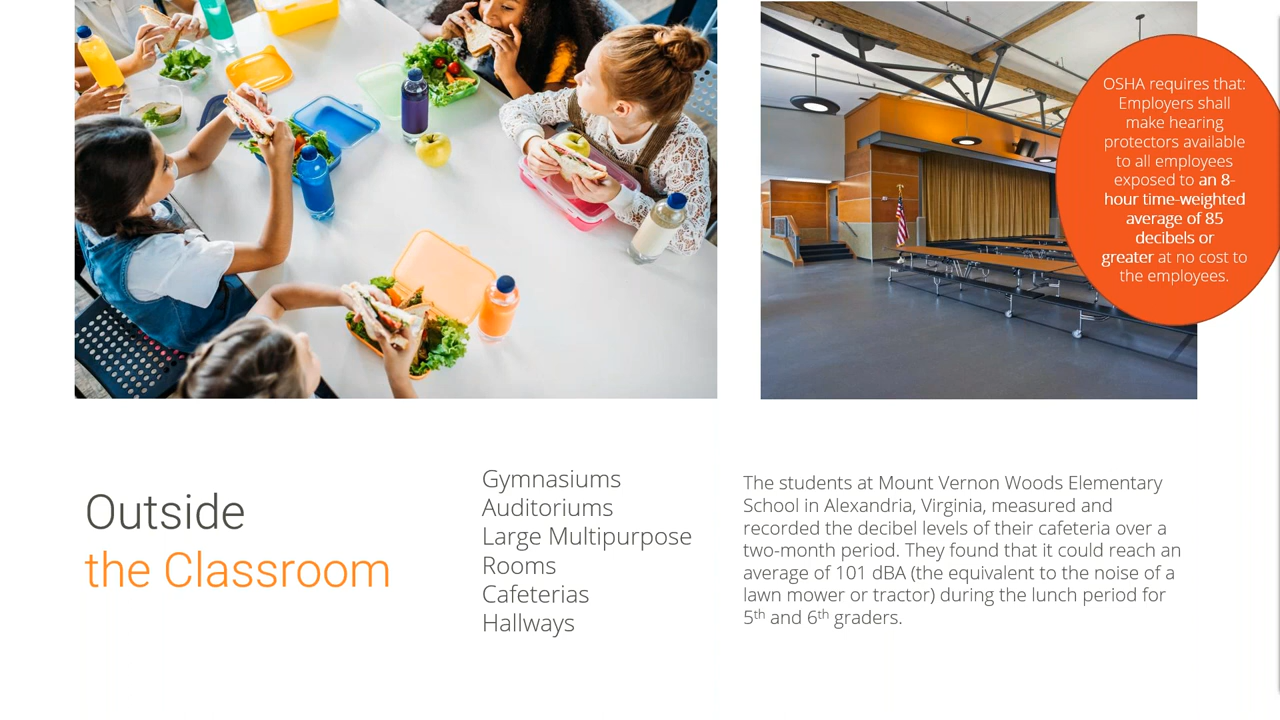 OSHA requires that:
Employers shall
make hearing
protectors available
to all employees
exposed to an 8-
hour time-weighted
average of 85
decibels or
greater at no cost to
the employees.
Outside
the Classroom
Gymnasiums
Auditoriums
Large Multipurpose
Rooms
Cafeterias
Hallways
The students at Mount Vernon Woods Elementary
School in Alexandria, Virginia, measured and
recorded the decibel levels of their cafeteria over a
two-month period. They found that it could reach an
average of 101 dBA (the equivalent to the noise of a
lawn mower or tractor) during the lunch period for
5th and 6th graders.